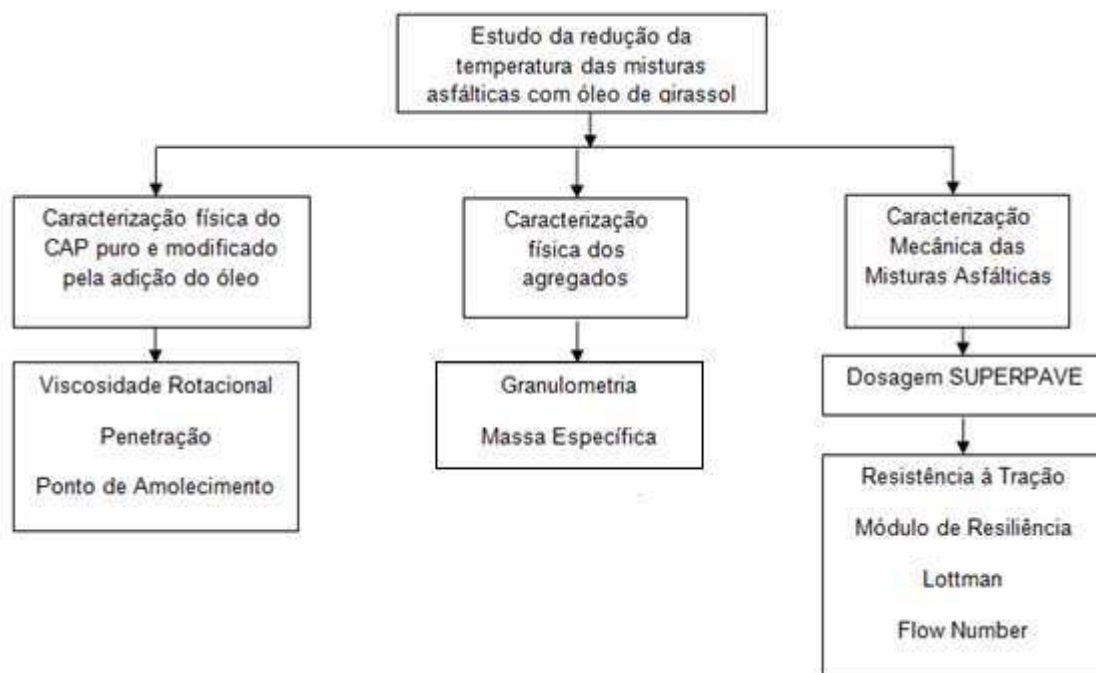 Estudo da redução da
temperatura das misturas
asfálticas com óleo de girassol
Caracterização física do
CAP puro e modificado
pela adição do óleo
Caracterização
física dos
agregados
Caracterização
Mecânica das
Misturas Asfálticas
Viscosidade Rotacional
Penetração
Ponto de Amolecimento
Granulometria
Massa Específica
Dosagem SUPERPAVE
Resistência á Tração
Módulo de Resiliência
Lottman
Flow Number